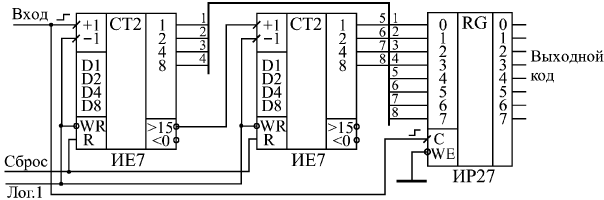 Вход
+1
−1
D1
D2
D4
D8
WR
R
CT2
1
2
4
8
>15
<0
1
2
3
4
ИЕ7
+1
−1
D1
D2
D4
D8
WR
R
CT2
1
2
4
8
>15
<0
5
6
7
8
ИЕ7
1
2
3
4
5
6
7
8
0
1
2
3
4
5
6
7
C
WE
RG
0
1
2
3
4
5
6
7
ИР27
Выходной
код
Сброс
Лог.1